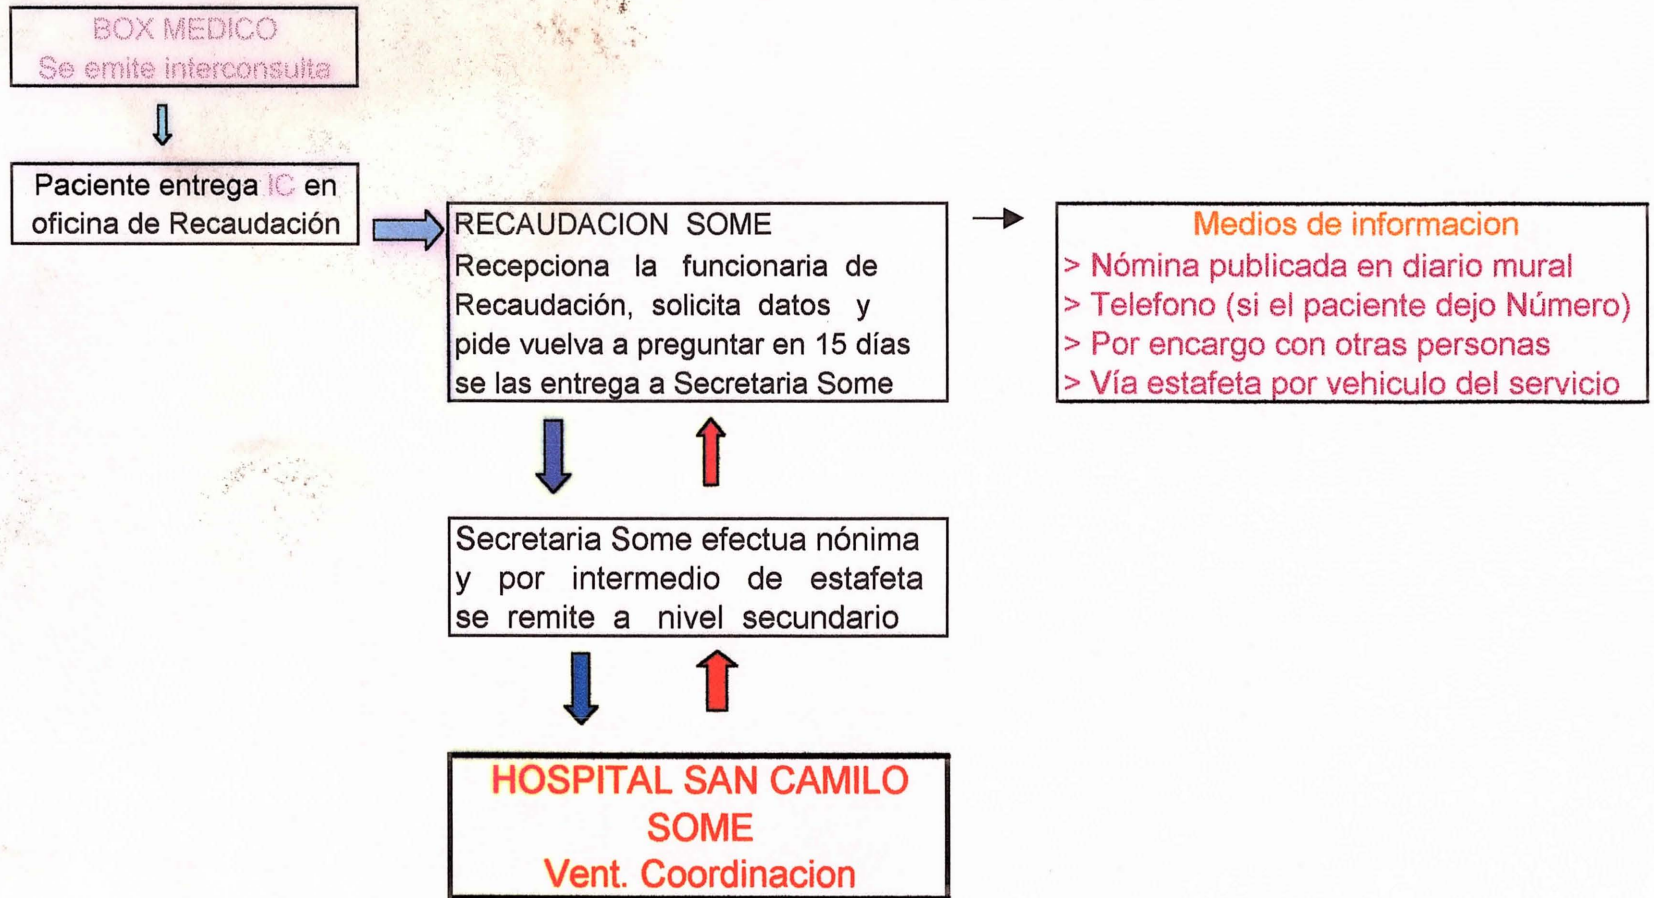 BOX MEDICO
Se emite interconsulta
Paciente entrega IC en
oficina de Recaudación
RECAUDACION SOME
Recepciona la funcionaria de
Recaudación, solicita datos y
pide vuelva a preguntar en 15 días
se las entrega a Secretaria Some
Medios de informacion
> Nómina publicada en diario mural
> Telefono (si el paciente dejo Número)
> Por encargo con otras personas
> Vía estafeta por vehiculo del servicio
Secretaria Some efectua nónima
y por intermedio de estafeta
se remite a nivel secundario
HOSPITAL SAN CAMILO
SOME
Vent. Coordinacion